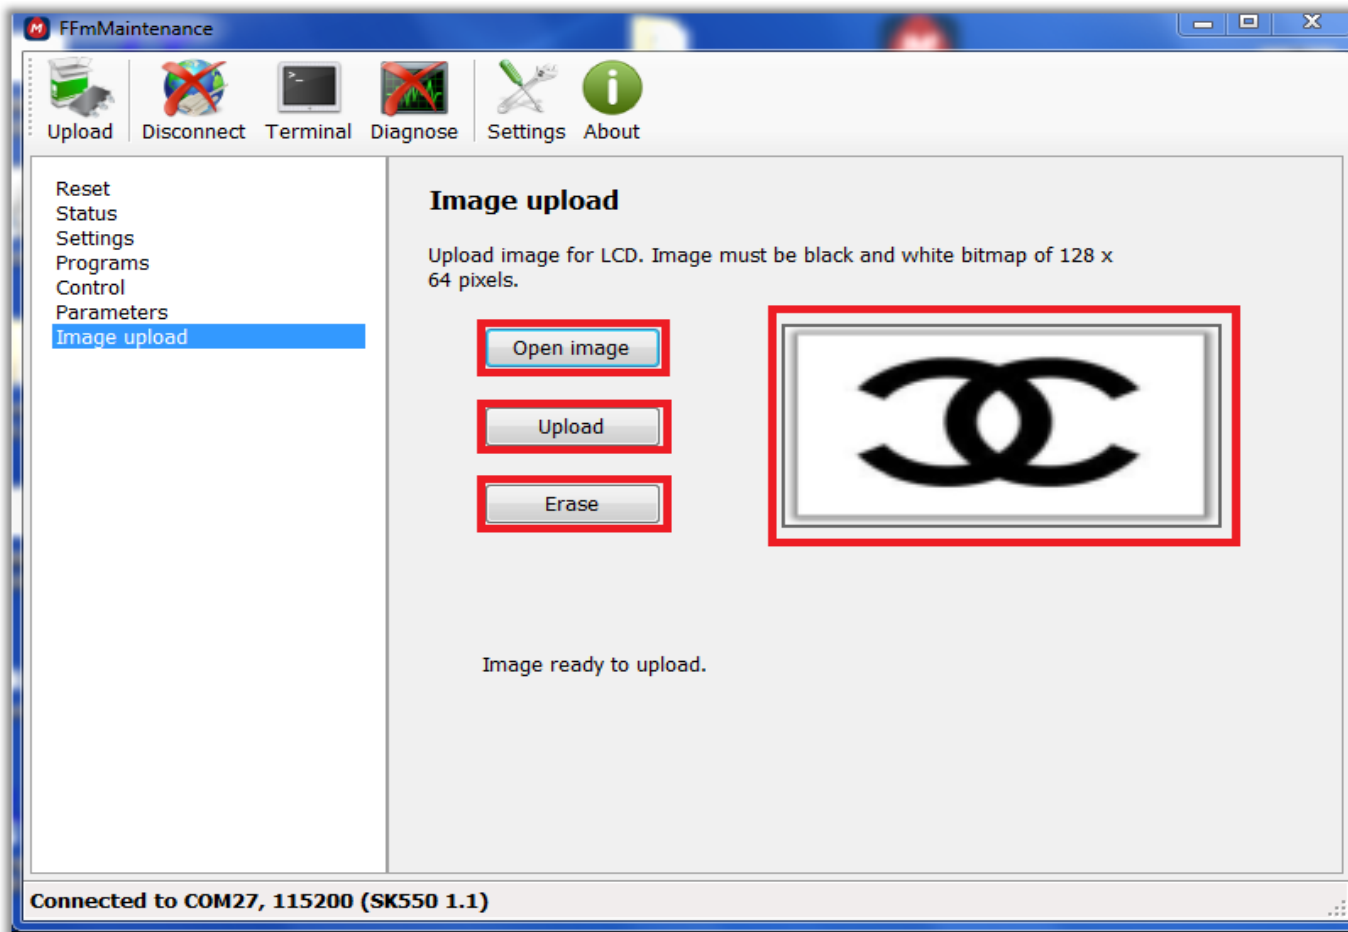 FFmMaintenance
Upload Disconnect Terminal Diagnose Settings About
Reset
Status
Settings
Programs
Control
Parameters
Image upload
Image upload
Upload image for LCD. Image must be black and white bitmap of 128 x
64 pixels.
Open image
Upload
Erase
Image ready to upload.
Connected to COM27, 115200 (SK550 1.1)